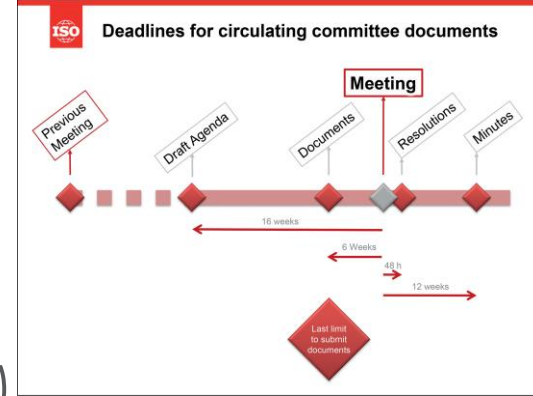 ISO
Deadlines for circulating committee documents
Meeting
Previous
Meeting
Draft Agenda
Documents
Resolutions
Minutes
16 weeks
6 Weeks
48 h
12 weeks
Last limit
to submit
documents
)